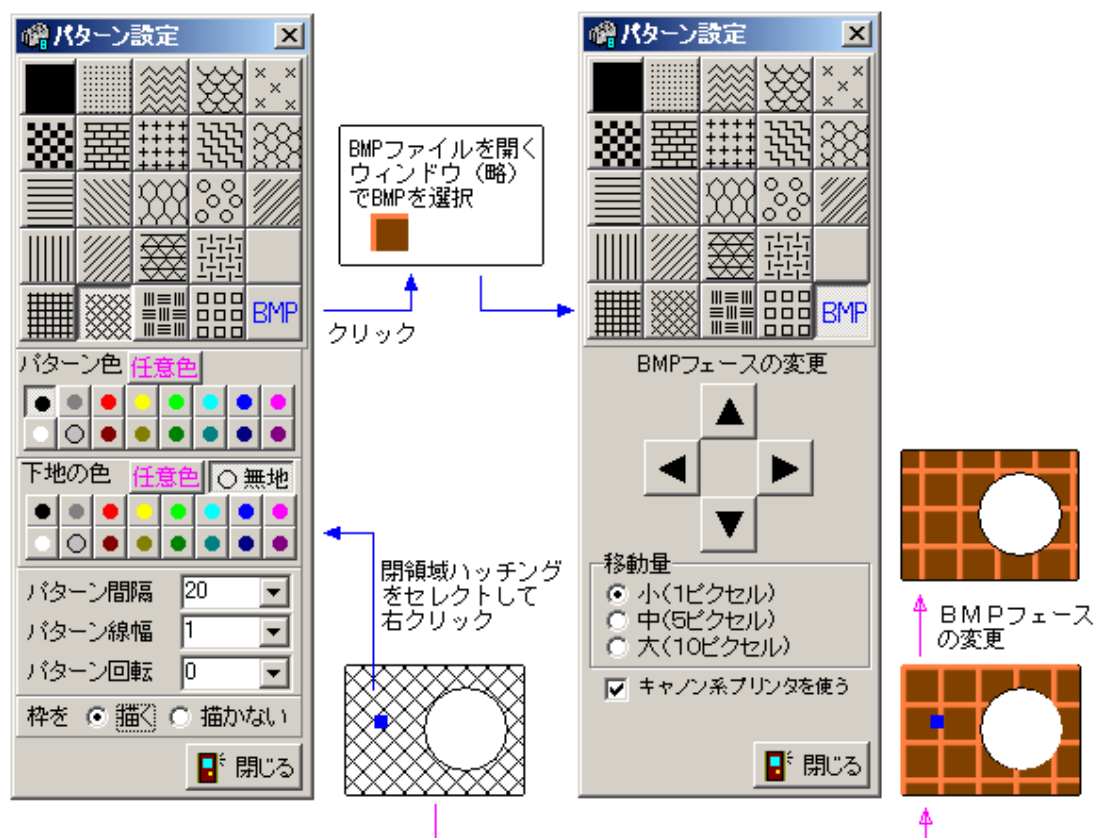 パターン設定
BMP
パターン色 任意色
下地の色 任意色 無地
パターン間隔 20
パターン線幅 1
パターン回転 0
枠を 描く 描かない
閉じる
BMPファイルを開く
ウィンドウ（略）
でBMPを選択
クリック
閉領域ハッチング
をセレクトして
右クリック
パターン設定
BMP
BMPフェースの変更
移動量
小(1ピクセル)
中(5ピクセル)
大(10ピクセル)
キャノン系プリンタを使う
閉じる
ＢＭＰフェース
の変更